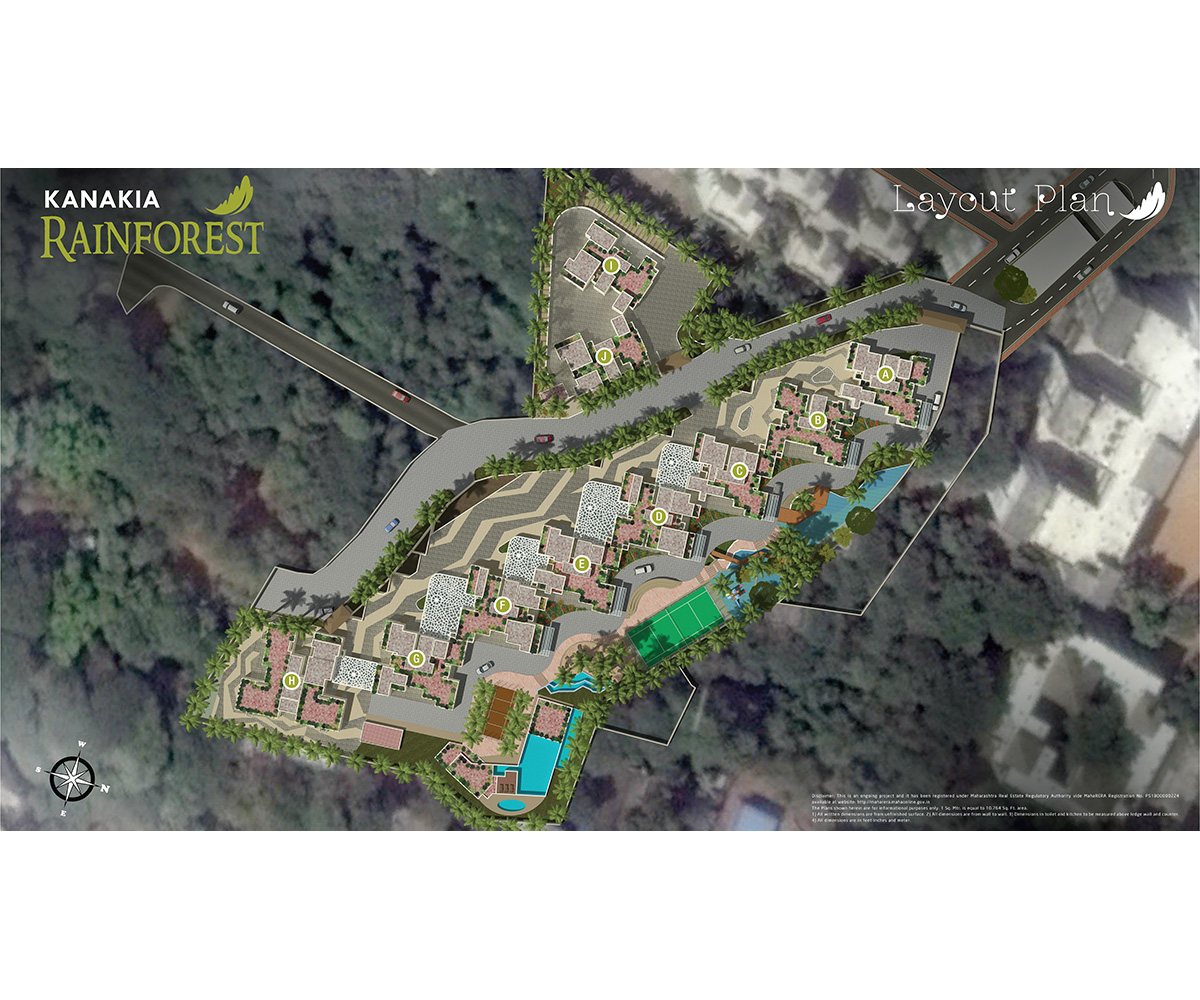 KANAKIA
RAINFOREST
Layout Plan
I
J
A
B
C
D
E
F
G
H
W
S
N
E
Disclaimer: This is an ongoing project and it has been registered under Maharashtra Real Estate Regulatory Authority vide MahaRERA Registration No.
available at website: http://maharera.mahaonline.gov.in
The Plans shown herein are for informational purposes only. 1 Sq. Mtr. is equal to 10.764 Sq. Ft. area.
1) All written dimensions are from unfinished surface. 2) All dimensions are from wall to wall. 3) Dimensions in toilet and kitchen to be measured above ledge wall and counter.
4) All dimensions are in feet-inches and meter.